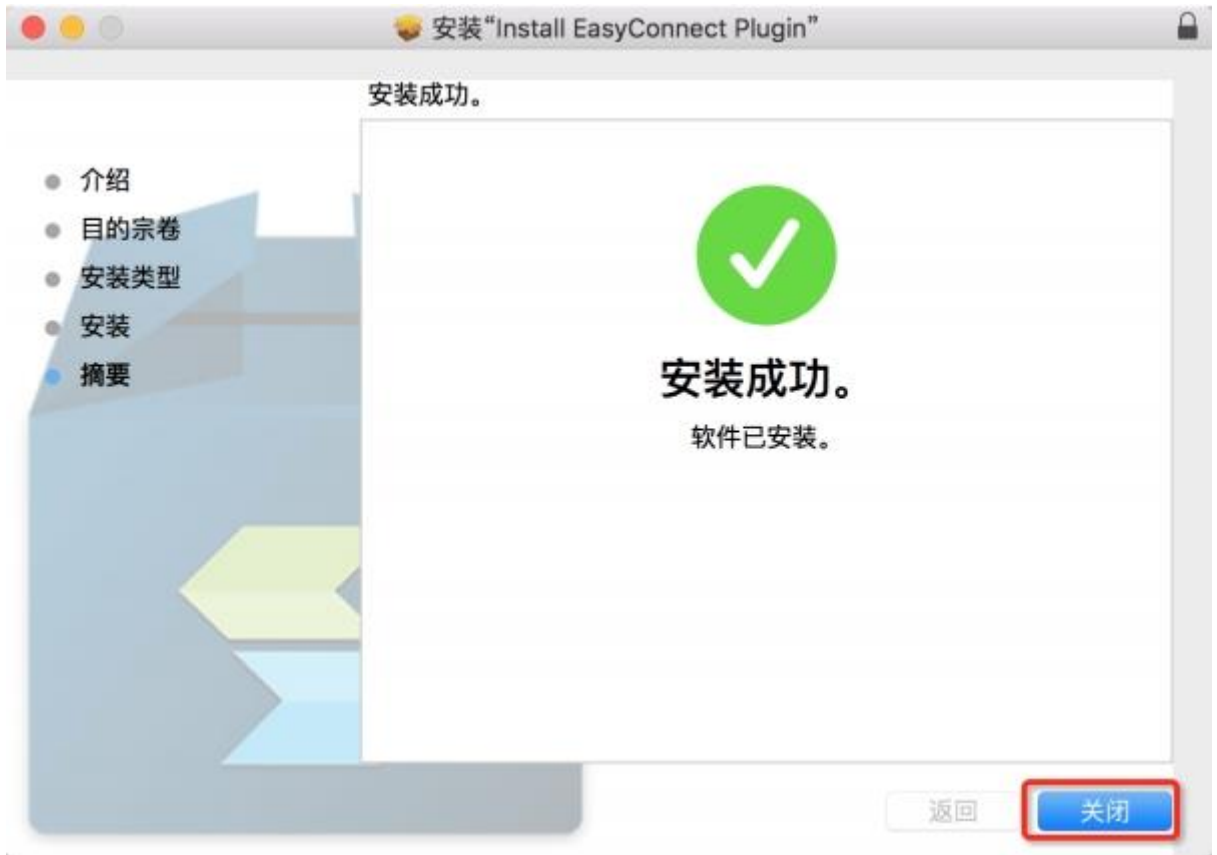 安装“Install EasyConnect Plugin”
安装成功。
介绍
目的宗卷
安装类型
安装
摘要
安装成功。
软件已安装。
返回
关闭